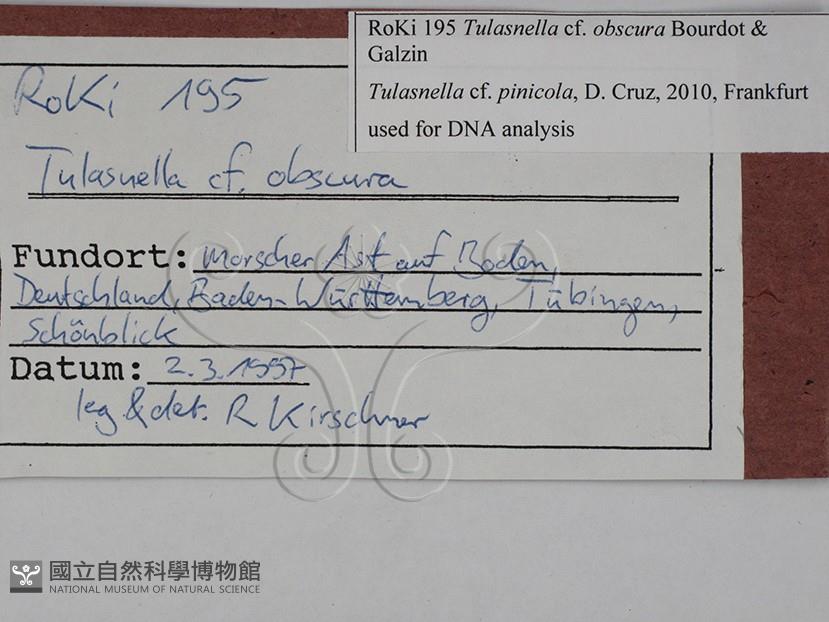 RoKi 195 Tulasnella cf. obscura Bourdot &
Galzin
Tulasnella cf. pinicola, D. Cruz, 2010, Frankfurt
used for DNA analysis
RoKi 195
Tulasnella cf. obscura
Fundort: morscher Ast auf Boden,
Deutschland, Baden-Württemberg, Tübingen,
Schönblick
Datum: 2.3.1997
leg & det. R Kirschner
國立自然科學博物館
NATIONAL MUSEUM OF NATURAL SCIENCE